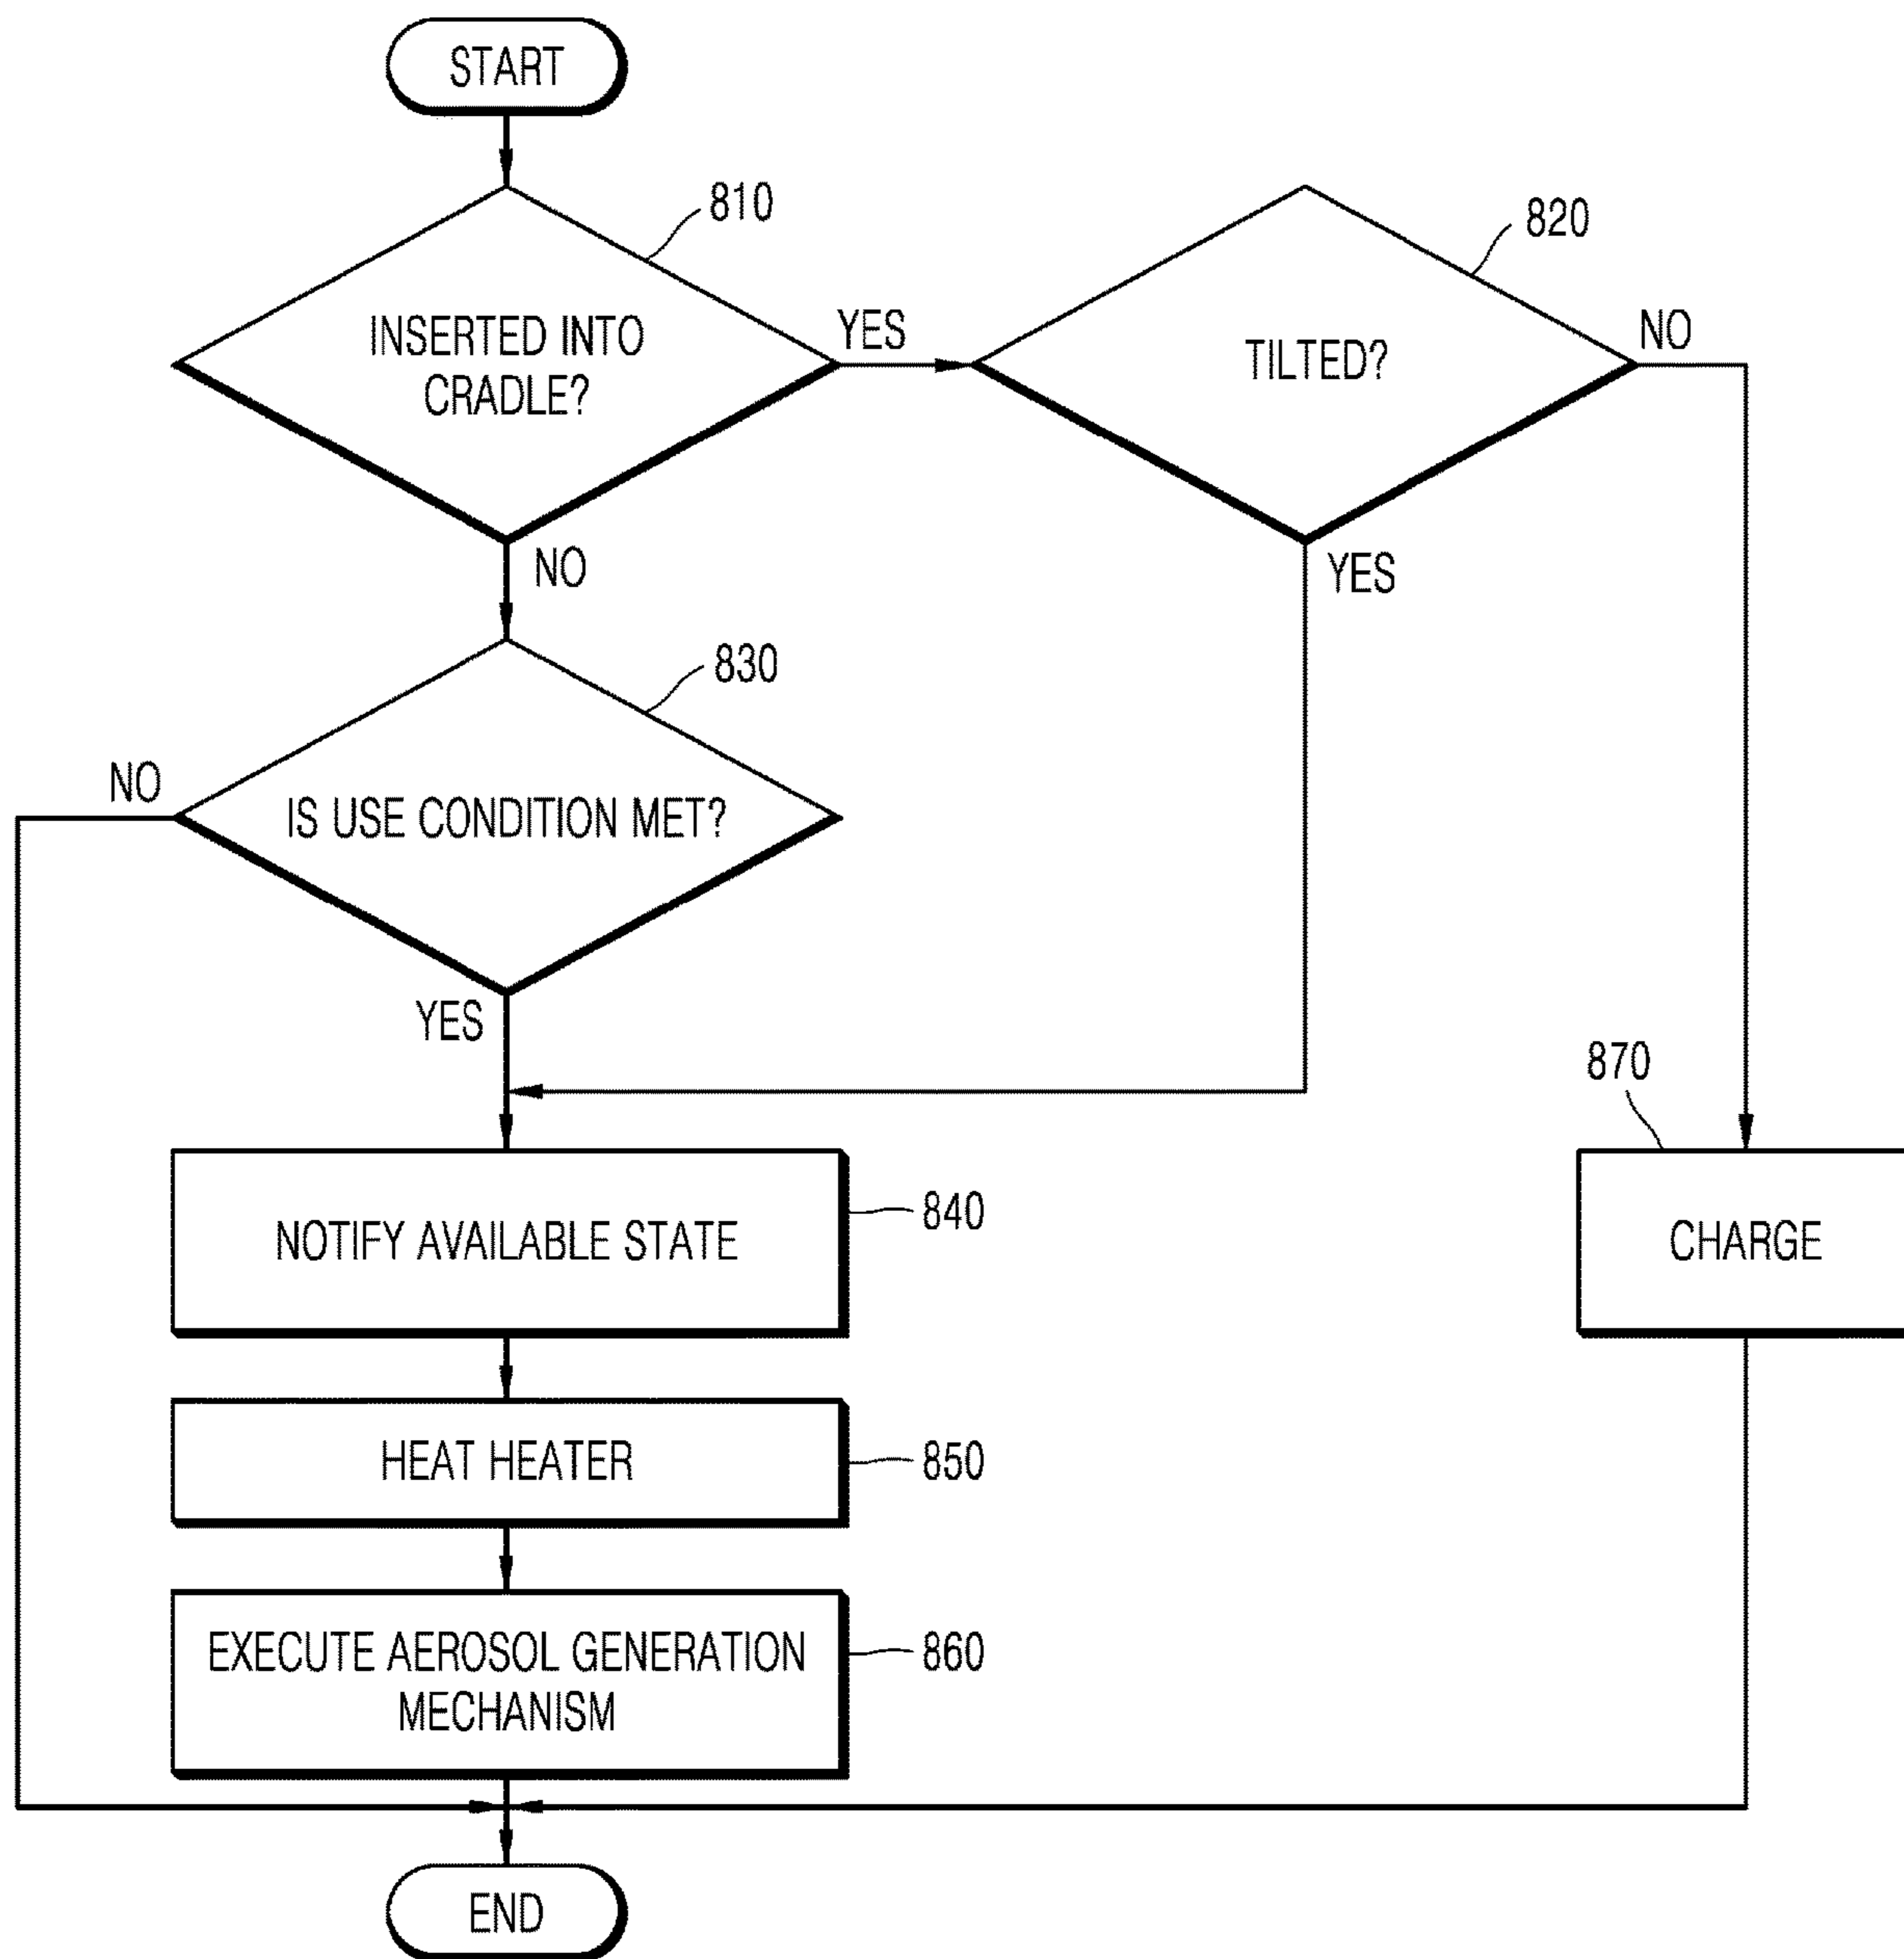 START
810
INSERTED INTO
CRADLE?
YES
820
TILTED?
NO
NO
YES
830
NO
IS USE CONDITION MET?
YES
840
NOTIFY AVAILABLE STATE
870
CHARGE
HEAT HEATER
850
EXECUTE AEROSOL GENERATION
MECHANISM
860
END